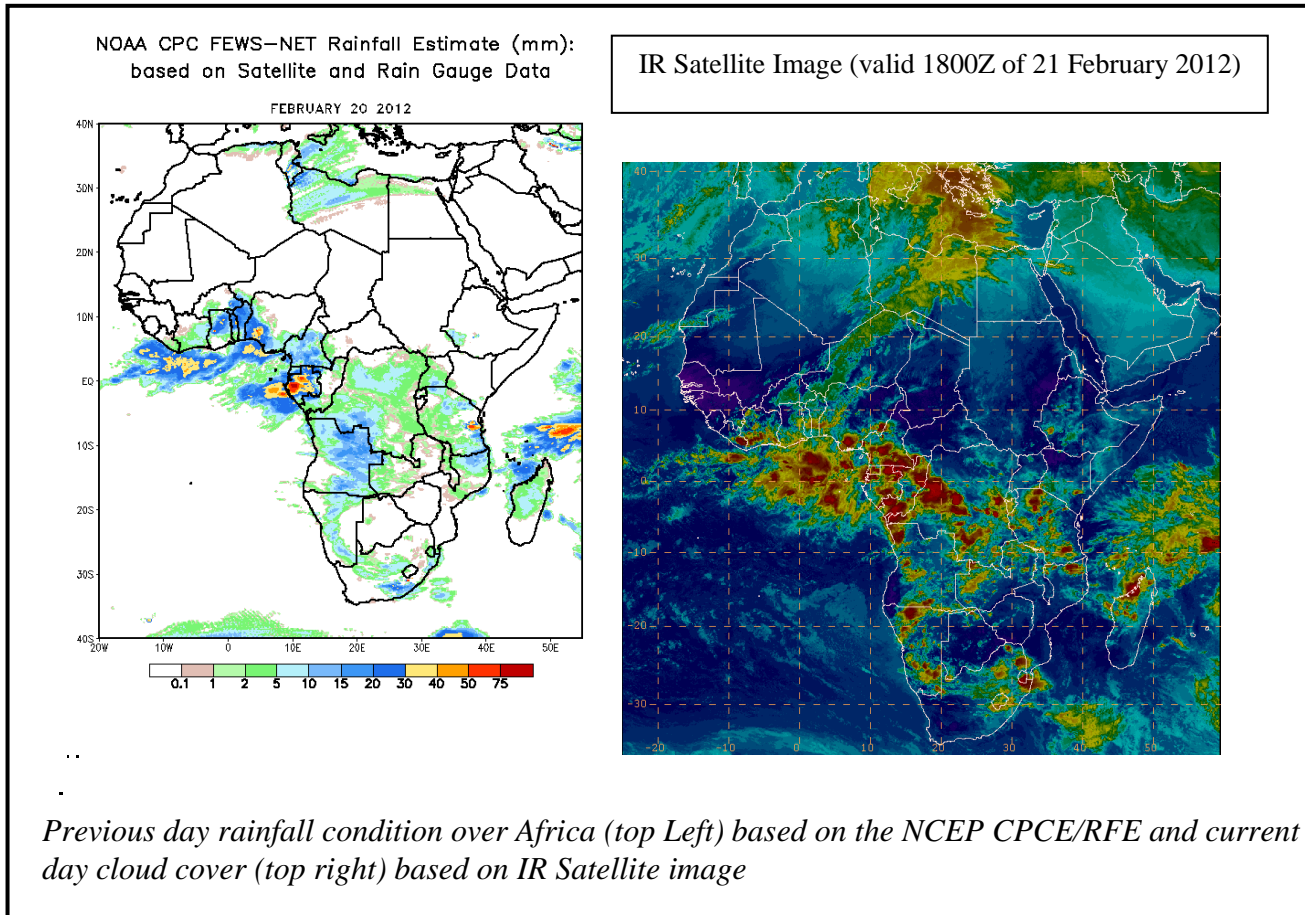 NOAA CPC FEWS-NET Rainfall Estimate (mm):
based on Satellite and Rain Gauge Data
FEBRUARY 20 2012
40N
30N
20N
10N
EQ
10S
20S
30S
40S
20W 10W 0 10E 20E 30E 40E 50E
0.1 1 2 5 10 15 20 30 40 50 75
IR Satellite Image (valid 1800Z of 21 February 2012)
40
30
20
10
0
-10
-20
-30
-20 -10 0 10 20 30 40 50
Previous day rainfall condition over Africa (top Left) based on the NCEP CPCE/RFE and current
day cloud cover (top right) based on IR Satellite image